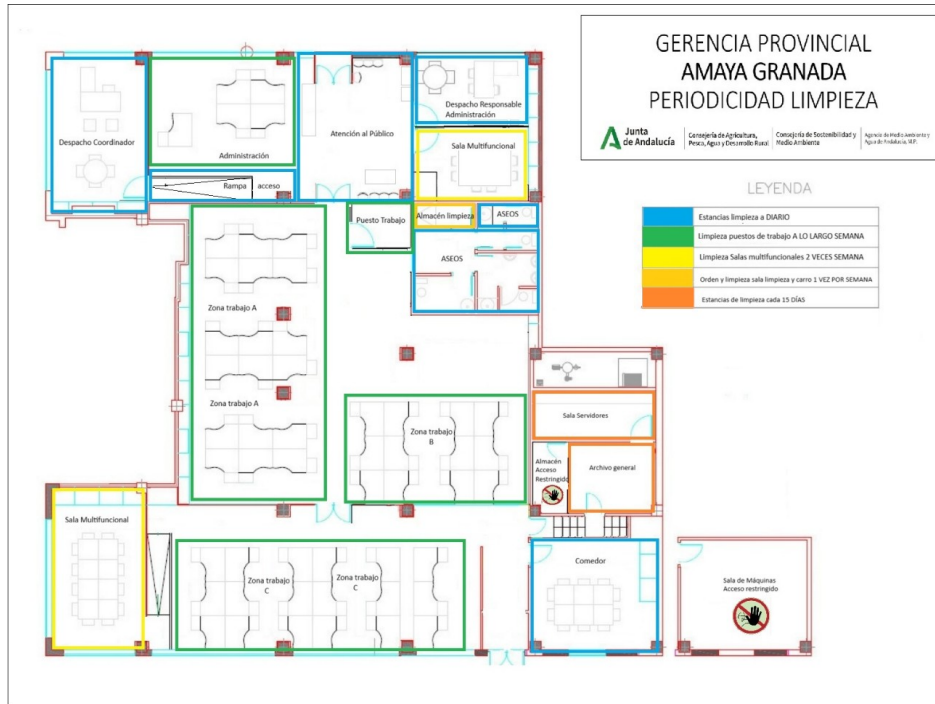 GERENCIA PROVINCIAL
AMAYA GRANADA
PERIODICIDAD LIMPIEZA
Junta
de Andalucía
Consejería de Agricultura,
Pesca, Agua y Desarrollo Rural
Consejería de Sostenibilidad y
Medio Ambiente
Agencia de Medio Ambiente y
Agua de Andalucía, M.P.
LEYENDA
Estancias limpieza a DIARIO
Limpieza puestos de trabajo A LO LARGO SEMANA
Limpieza Salas multifuncionales 2 VECES SEMANA
Orden y limpieza sala limpieza y carro 1 VEZ POR SEMANA
Estancias de limpieza cada 15 DÍAS
Despacho Coordinador
Administración
Atención al Público
Despacho Responsable
Administración
Sala Multifuncional
Rampa acceso
Puesto Trabajo
Almacén limpieza
ASEOS
ASEOS
Zona trabajo A
Zona trabajo A
Zona trabajo
B
Sala Servidores
Almacén
Acceso
Restringido
Archivo general
Sala Multifuncional
Zona trabajo
C
Zona trabajo
C
Comedor
Sala de Máquinas
Acceso restringido